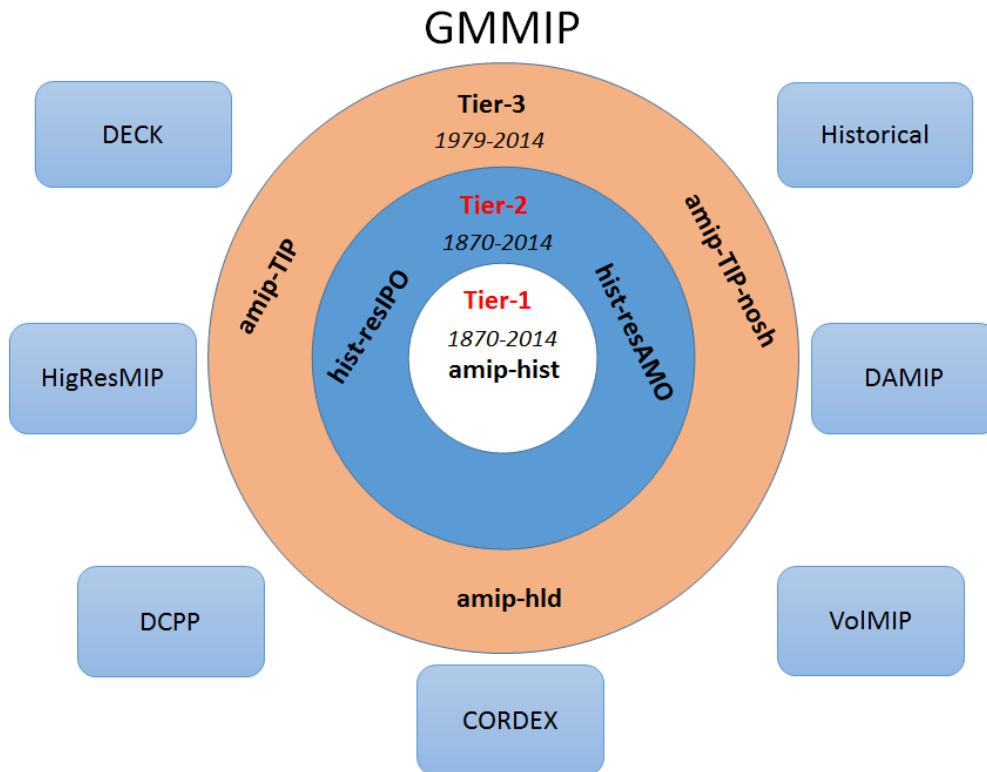 GMMIP
DECK
Tier-3
1979-2014
Historical
Tier-2
1870-2014
amip-TIP
amip-TIP-nosh
hist-resIPO
hist-resAMO
Tier-1
1870-2014
amip-hist
HigResMIP
DAMIP
amip-hld
DCPP
VolMIP
CORDEX